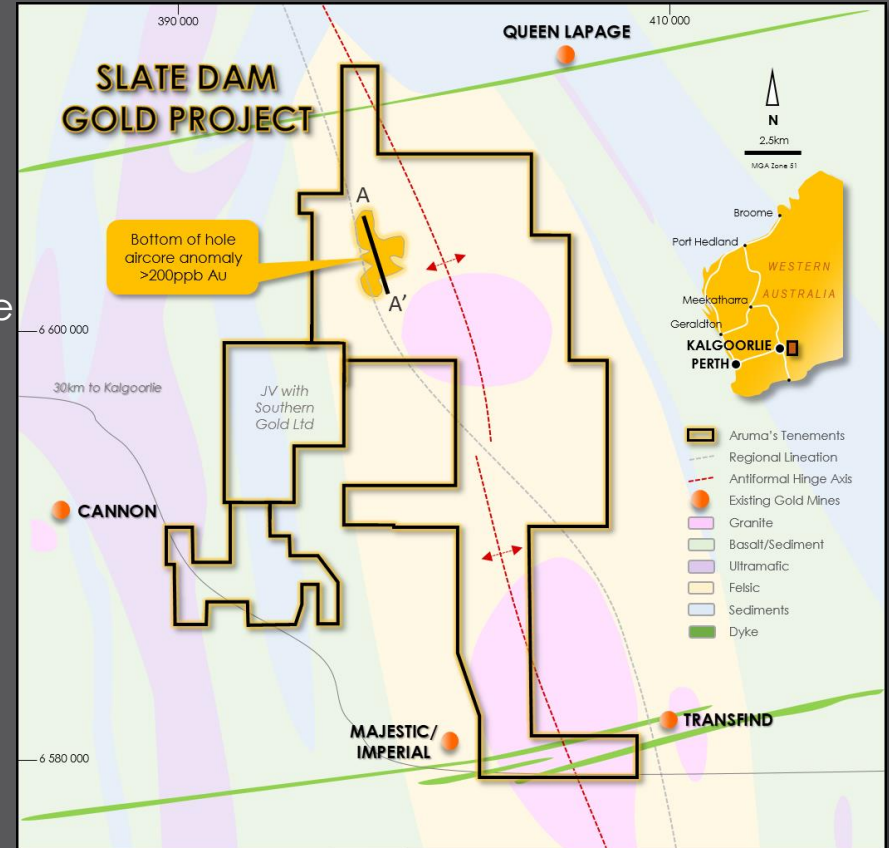 390 000
410 000
QUEEN LAPAGE
SLATE DAM
GOLD PROJECT
N
2.5km
MGA Zone 51
A
Bottom of hole
aircore anomaly
>200ppb Au
A'
Broome
Port Hedland
WESTERN
AUSTRALIA
Meekatharra
Geraldton
KALGOORLIE
PERTH
e
6 600 000
30km to Kalgoorlie
JV with
Southern
Gold Ltd
CANNON
Aruma's Tenements
Regional Lineation
Antiformal Hinge Axis
Existing Gold Mines
Granite
Basalt/Sediment
Ultramafic
Felsic
Sediments
Dyke
MAJESTIC/
IMPERIAL
TRANSFIND
6 580 000